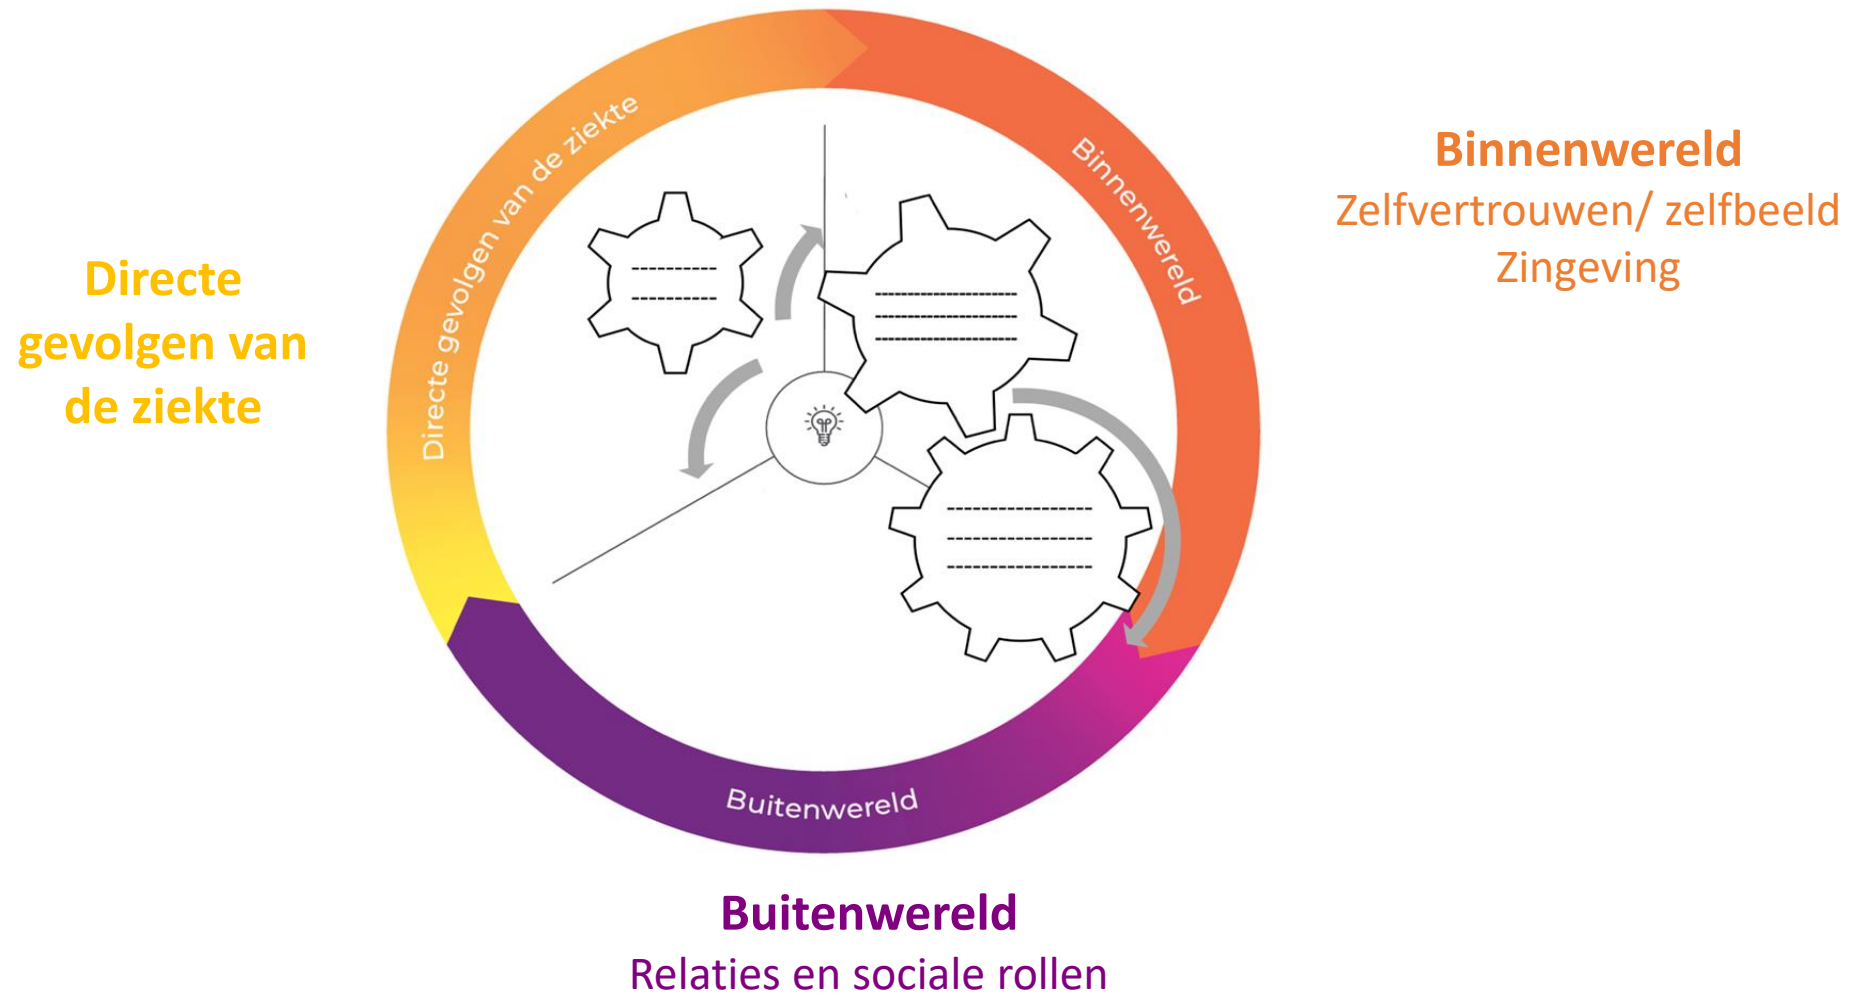 Directe
gevolgen van
de ziekte
Directe gevolgen van de ziekte
Binnenwereld
Buitenwereld
Binnenwereld
Zelfvertrouwen/ zelfbeeld
Zingeving
Buitenwereld
Relaties en sociale rollen